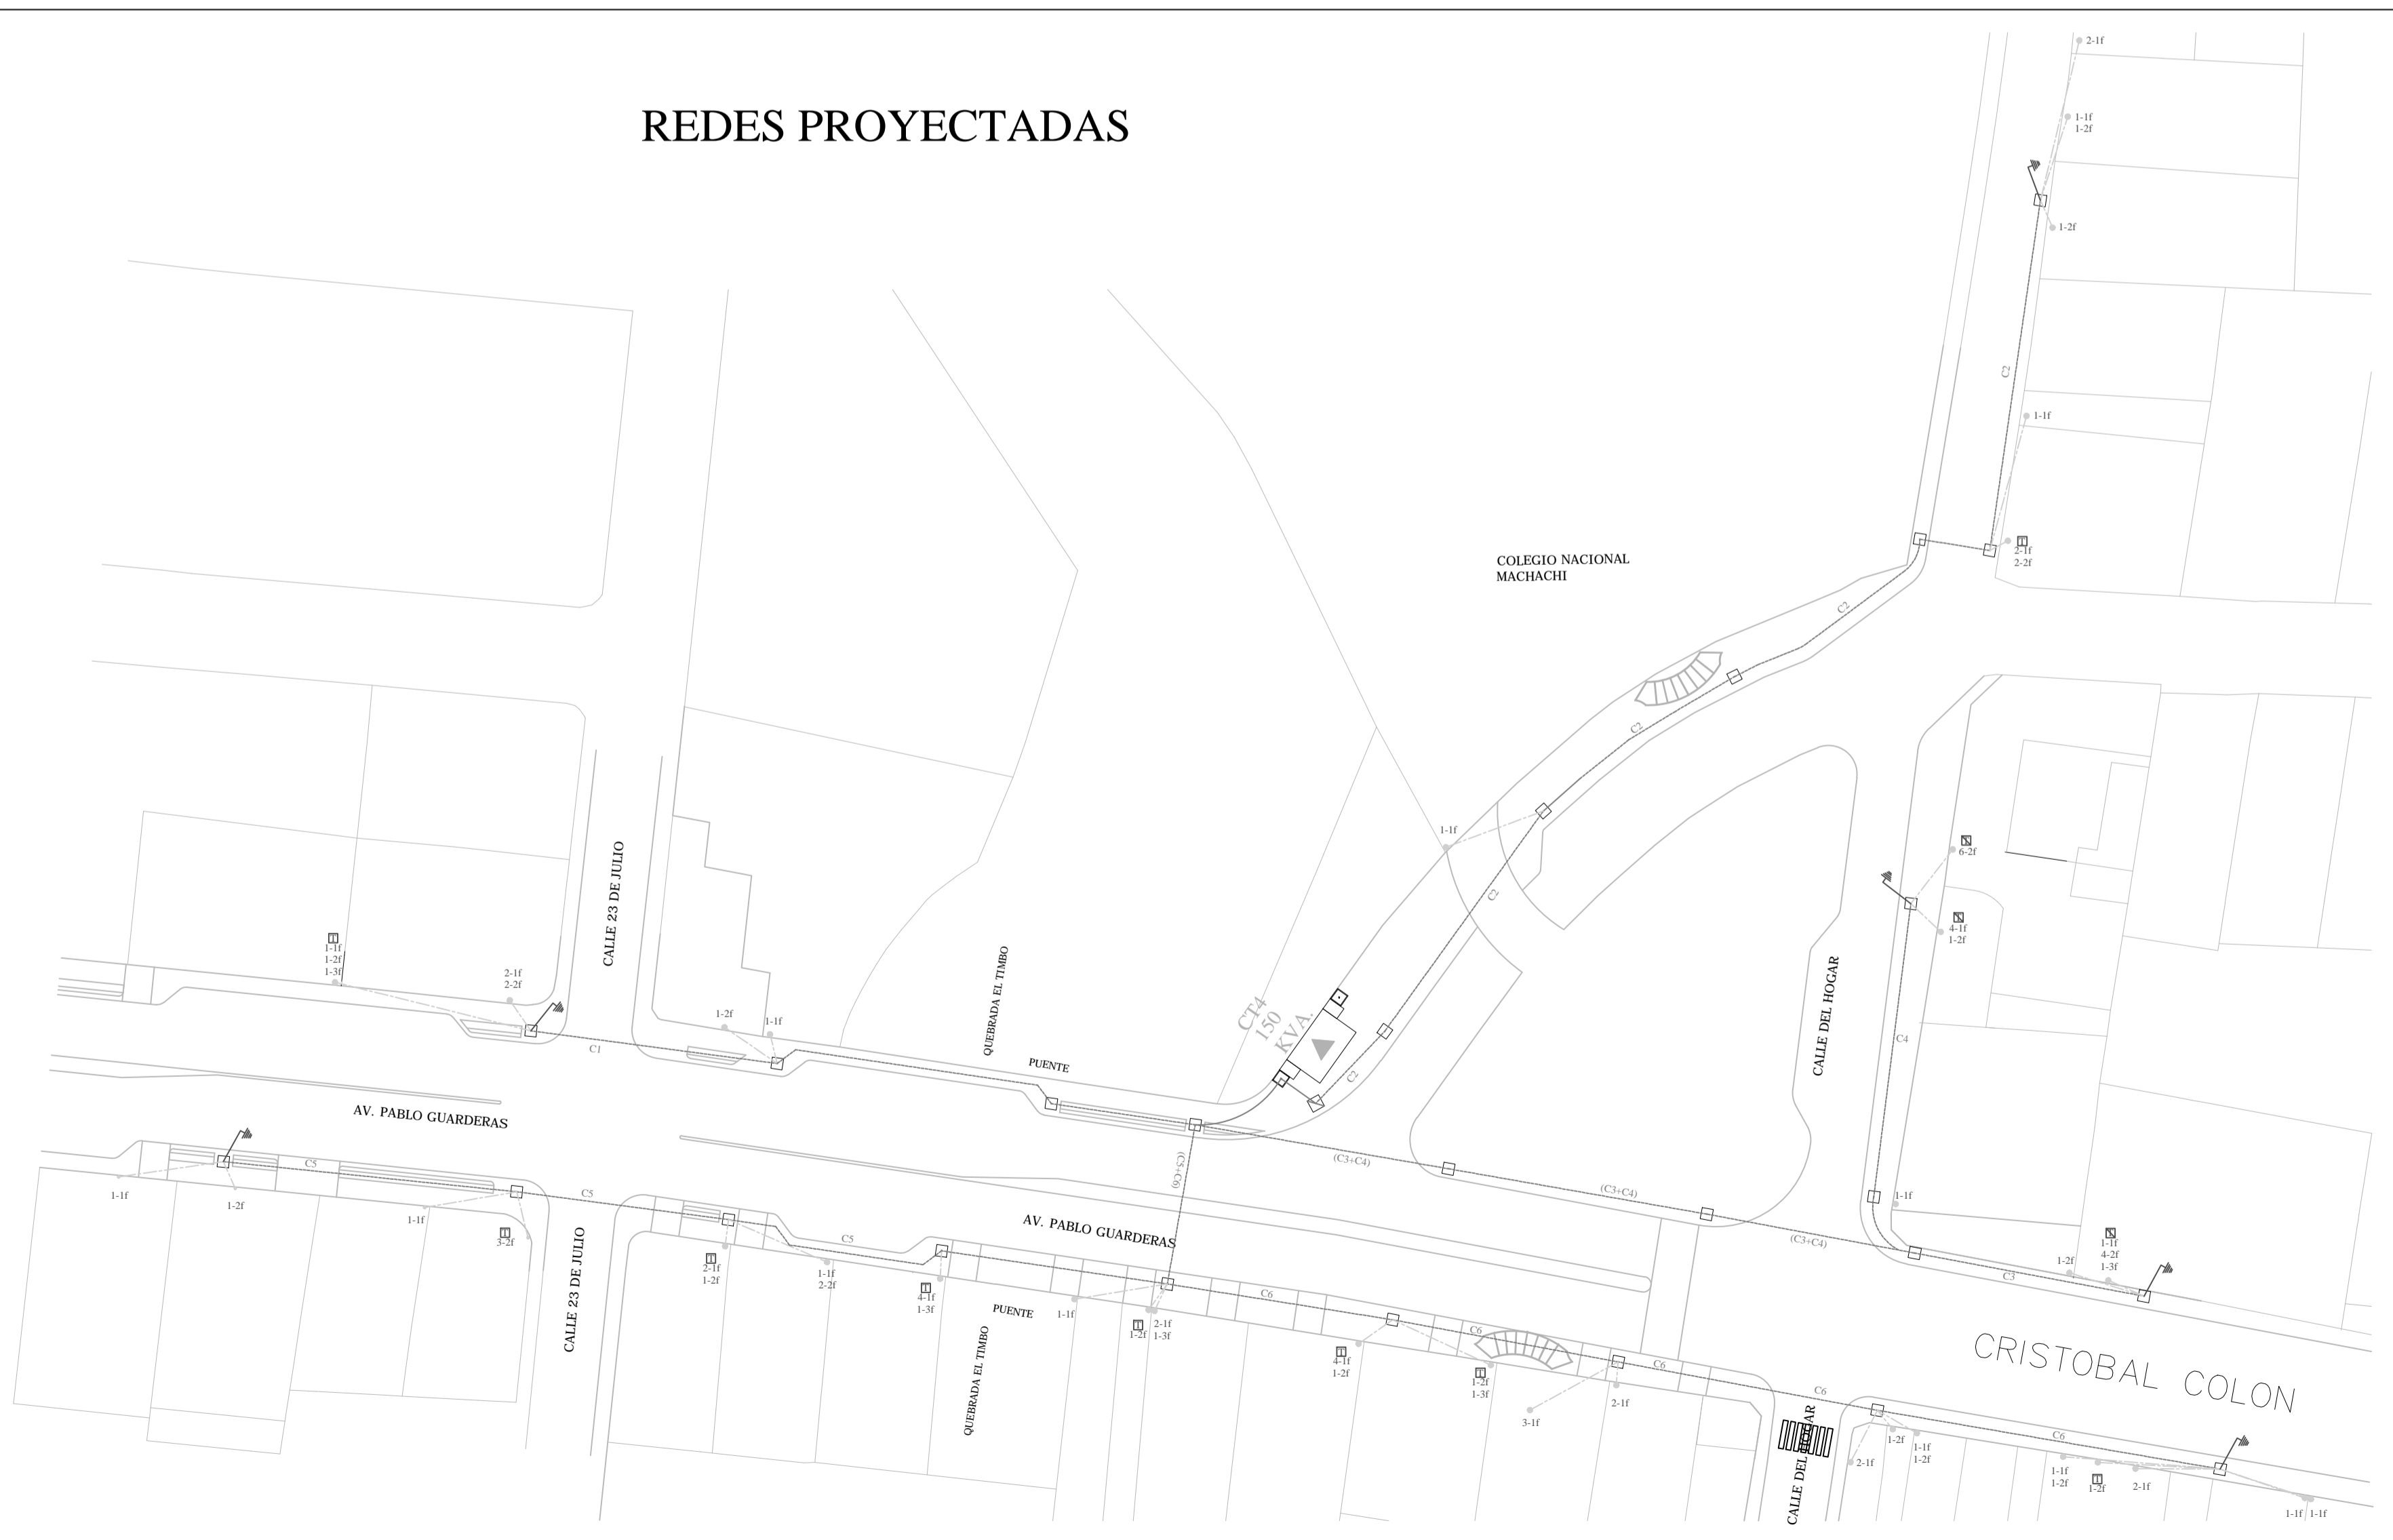 REDES PROYECTADAS
2-1f
1-1f
1-2f
1-2f
C2
1-1f
2-1f
2-2f
COLEGIO NACIONAL
MACHACHI
C2
C2
1-1f
C2
6-2f
4-1f
1-2f
CALLE 23 DE JULIO
1-1f
1-2f
1-3f
2-1f
2-2f
QUEBRADA EL TIMBO
CALLE DEL HOGAR
CT4
150
KVA.
1-2f
1-1f
C1
PUENTE
C2
C4
AV. PABLO GUARDERAS
C5
(C5+C6)
(C3+C4)
(C3+C4)
(C3+C4)
1-1f
1-1f
1-2f
C5
1-1f
3-2f
CALLE 23 DE JULIO
C5
AV. PABLO GUARDERAS
2-1f
1-2f
1-1f
2-2f
4-1f
1-3f
PUENTE
QUEBRADA EL TIMBO
1-1f
1-2f
2-1f
1-3f
C6
1-2f
1-1f
4-2f
1-3f
C3
4-1f
1-2f
C6
1-2f
1-3f
C6
3-1f
2-1f
CRISTOBAL COLON
C6
CALLE DEL HOGAR
2-1f
1-2f
1-1f
1-2f
C6
1-1f
1-2f
1-2f
2-1f
1-1f
1-1f